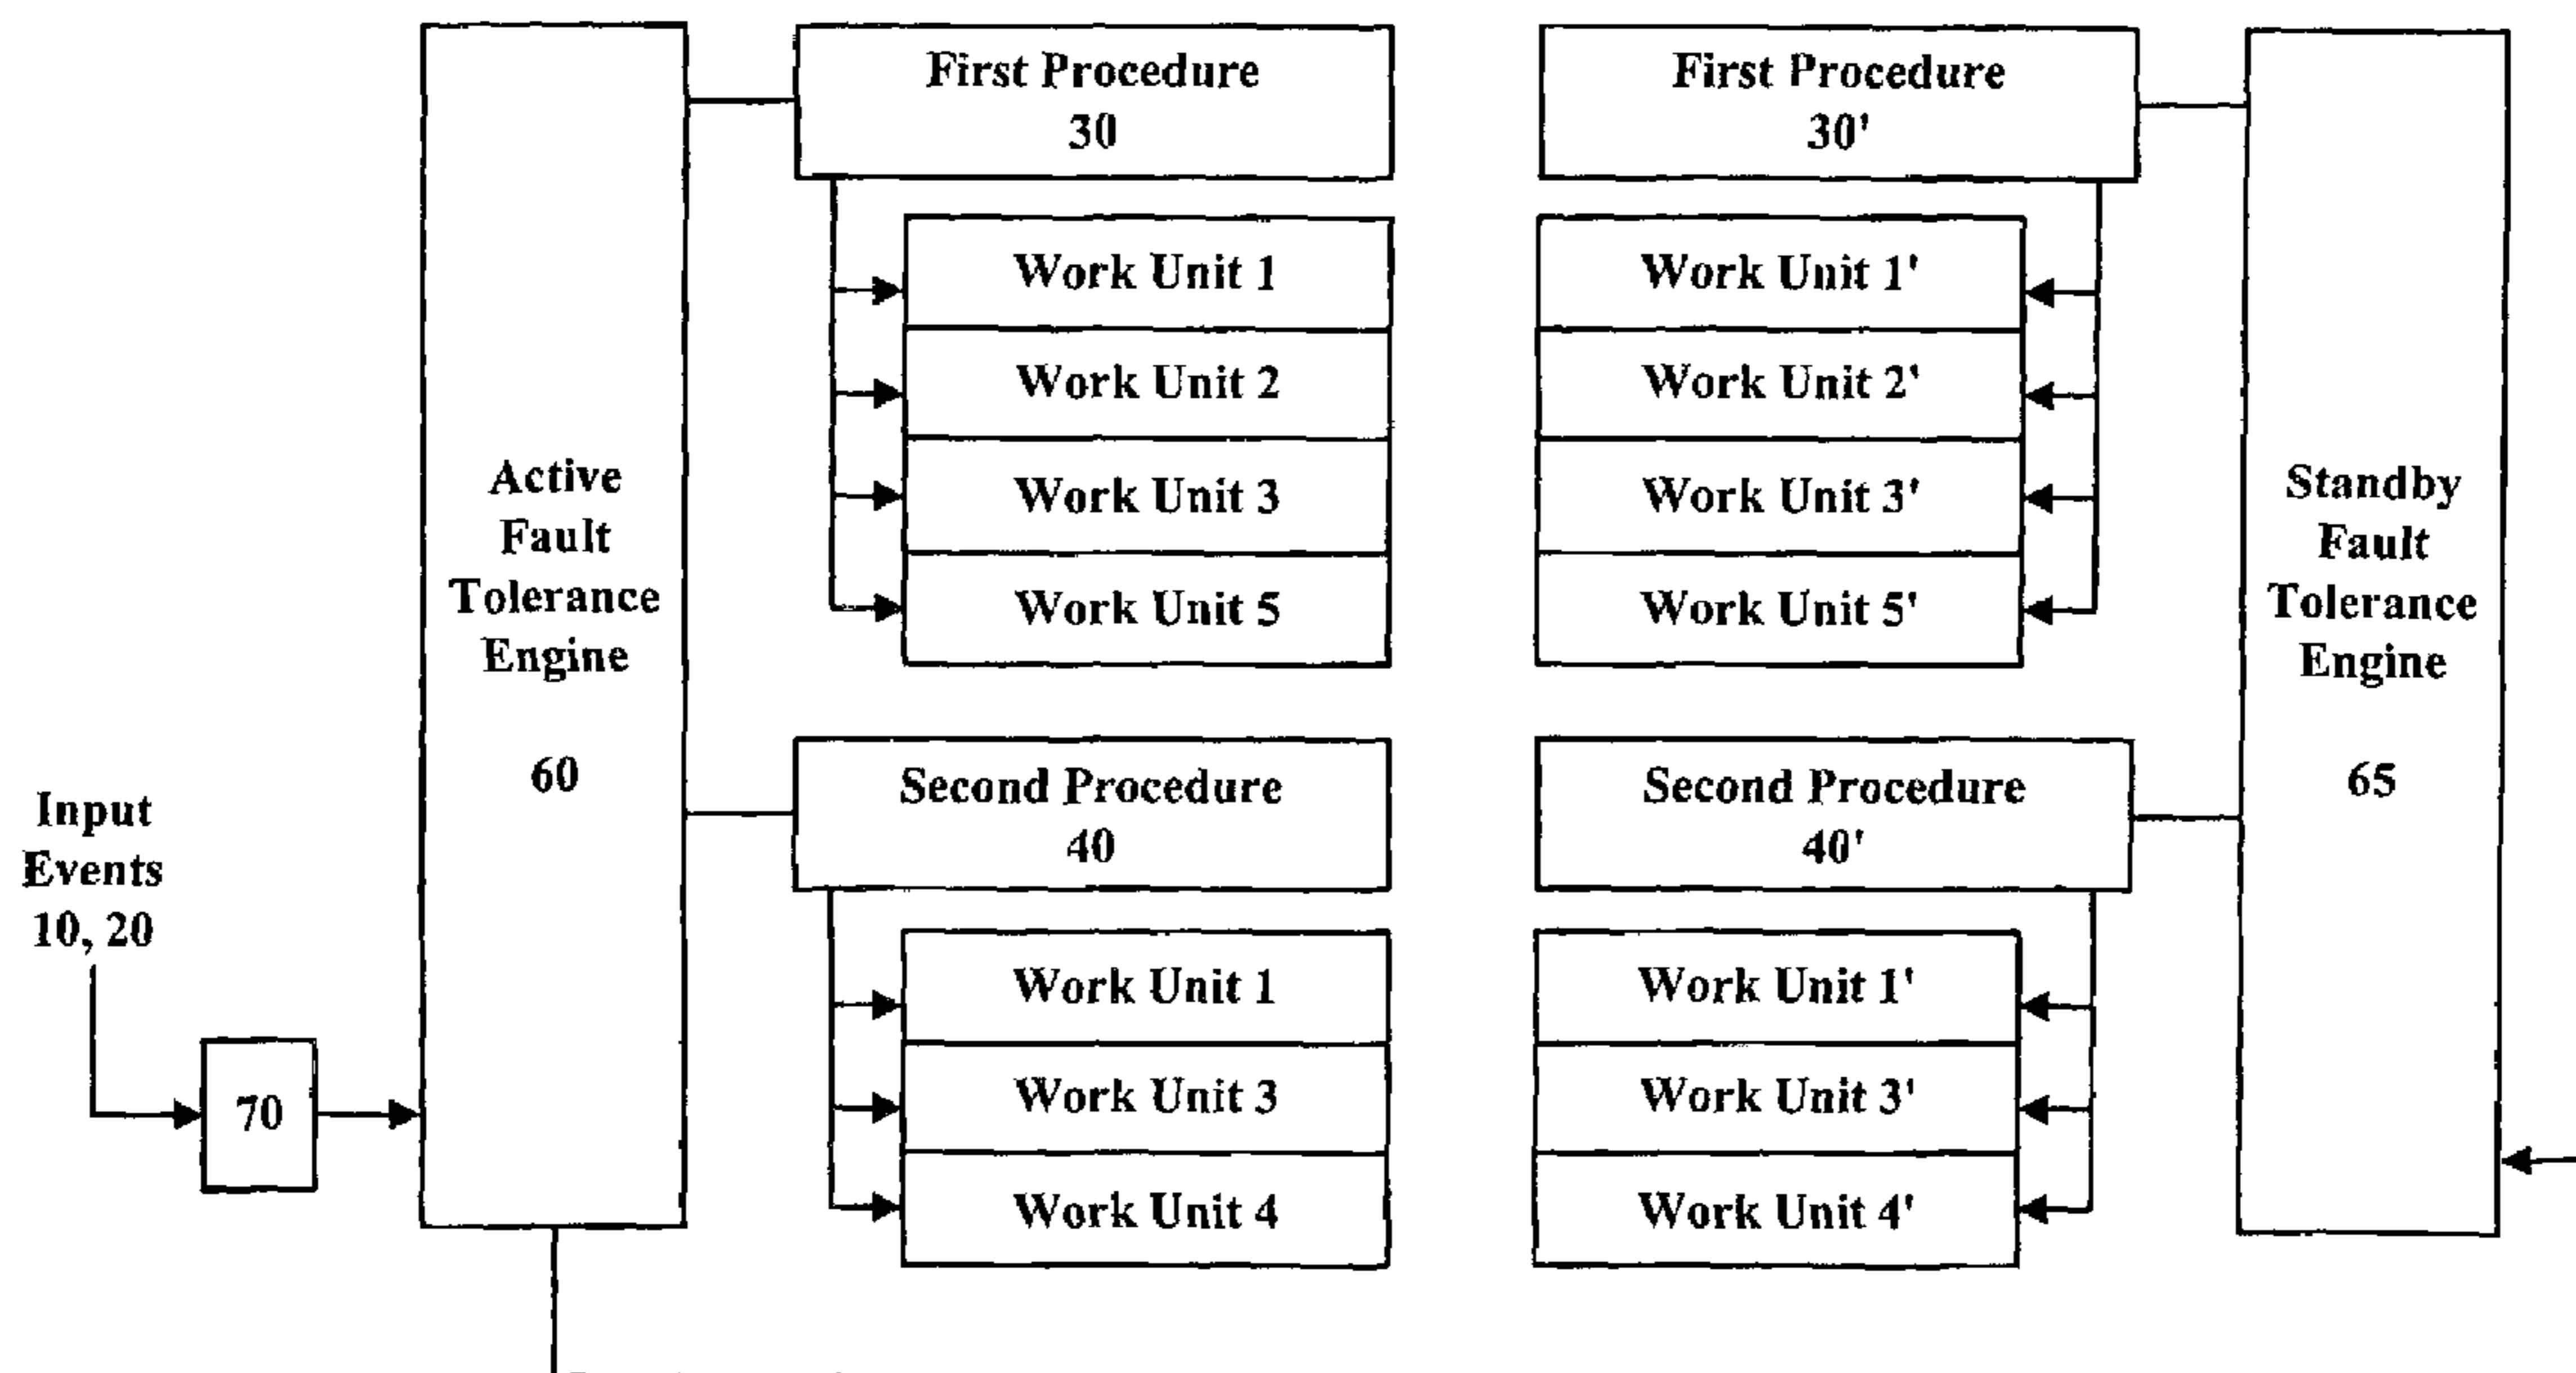 First Procedure
30
Work Unit 1
Work Unit 2
Work Unit 3
Work Unit 5
Active
Fault
Tolerance
Engine
60
Second Procedure
40
Work Unit 1
Work Unit 3
Work Unit 4
Input
Events
10, 20
70
First Procedure
30'
Work Unit 1'
Work Unit 2'
Work Unit 3'
Work Unit 5'
Second Procedure
40'
Work Unit 1'
Work Unit 3'
Work Unit 4'
Standby
Fault
Tolerance
Engine
65